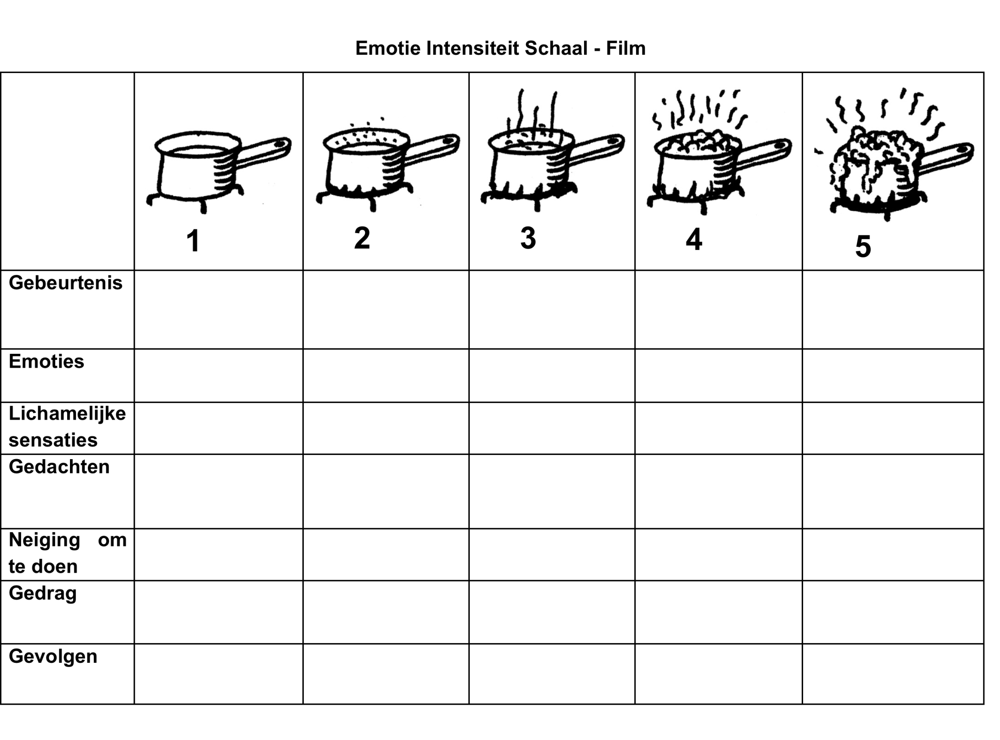 Emotie Intensiteit Schaal - Film
1
2
3
4
5
Gebeurtenis
Emoties
Lichamelijke
sensaties
Gedachten
Neiging om
te doen
Gedrag
Gevolgen